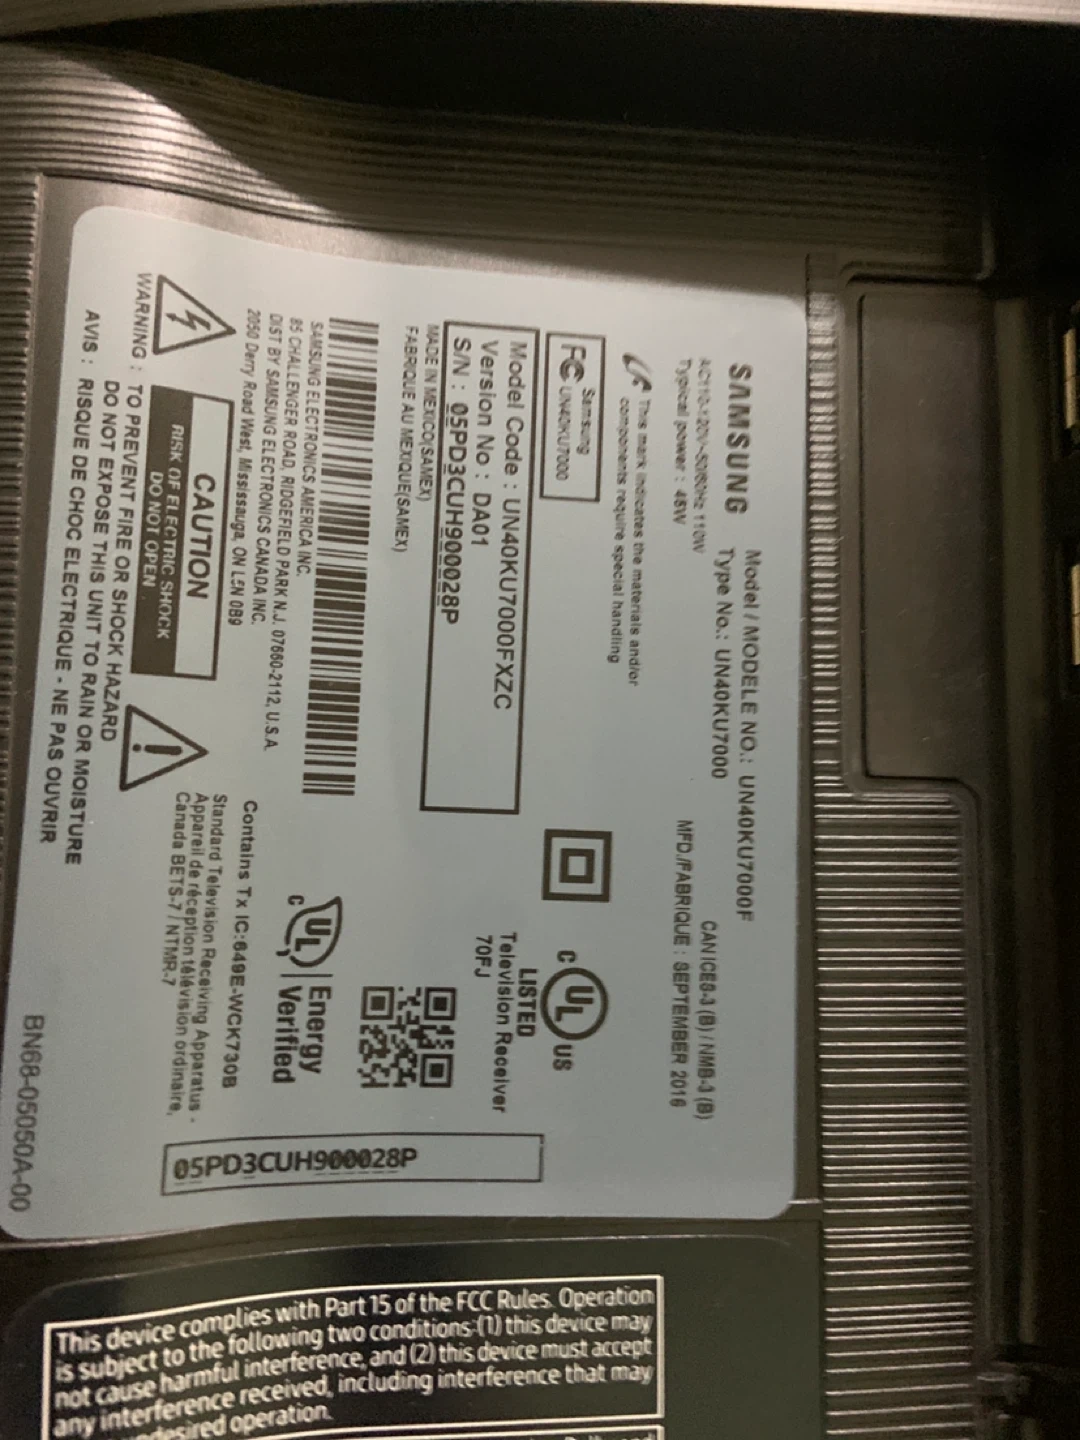 SAMSUNG
Model / MODELE NO.: UN40KU7000F
Type No.: UN40KU7000
AC110-120V~50/60Hz 110W
CAN ICES-3 (B) / NMB-3 (B)
Typical power : 45W
MFD./FABRIQUE : SEPTEMBER 2016
This mark indicates the materials and/or
components require special handling
FC
Samsung
UN40KU7000
C UL US
LISTED
Television Receiver
70FJ
Model Code : UN40KU7000FXZC
Version No : DA01
S/N : 05PD3CUH900028P
MADE IN MEXICO(SAMEX)
FABRIQUE AU MEXIQUE(SAMEX)
SAMSUNG ELECTRONICS AMERICA INC.
85 CHALLENGER ROAD, RIDGEFIELD PARK N.J. 07660-2112, U.S.A.
DIST BY SAMSUNG ELECTRONICS CANADA INC.
2050 Derry Road West, Mississauga, ON L5N 0B9
C UL Energy
Verified
Contains Tx IC:649E-WCK730B
Standard Television Receiving Apparatus -
Appareil de réception télévision ordinaire,
Canada BETS-7 / NTMR-7
CAUTION
RISK OF ELECTRIC SHOCK
DO NOT OPEN
WARNING : TO PREVENT FIRE OR SHOCK HAZARD
DO NOT EXPOSE THIS UNIT TO RAIN OR MOISTURE
AVIS : RISQUE DE CHOC ELECTRIQUE - NE PAS OUVRIR
BN68-05050A-00
05PD3CUH900028P
This device complies with Part 15 of the FCC Rules. Operation
is subject to the following two conditions:(1) this device may
not cause harmful interference, and (2) this device must accept
any interference received, including interference that may
operation.